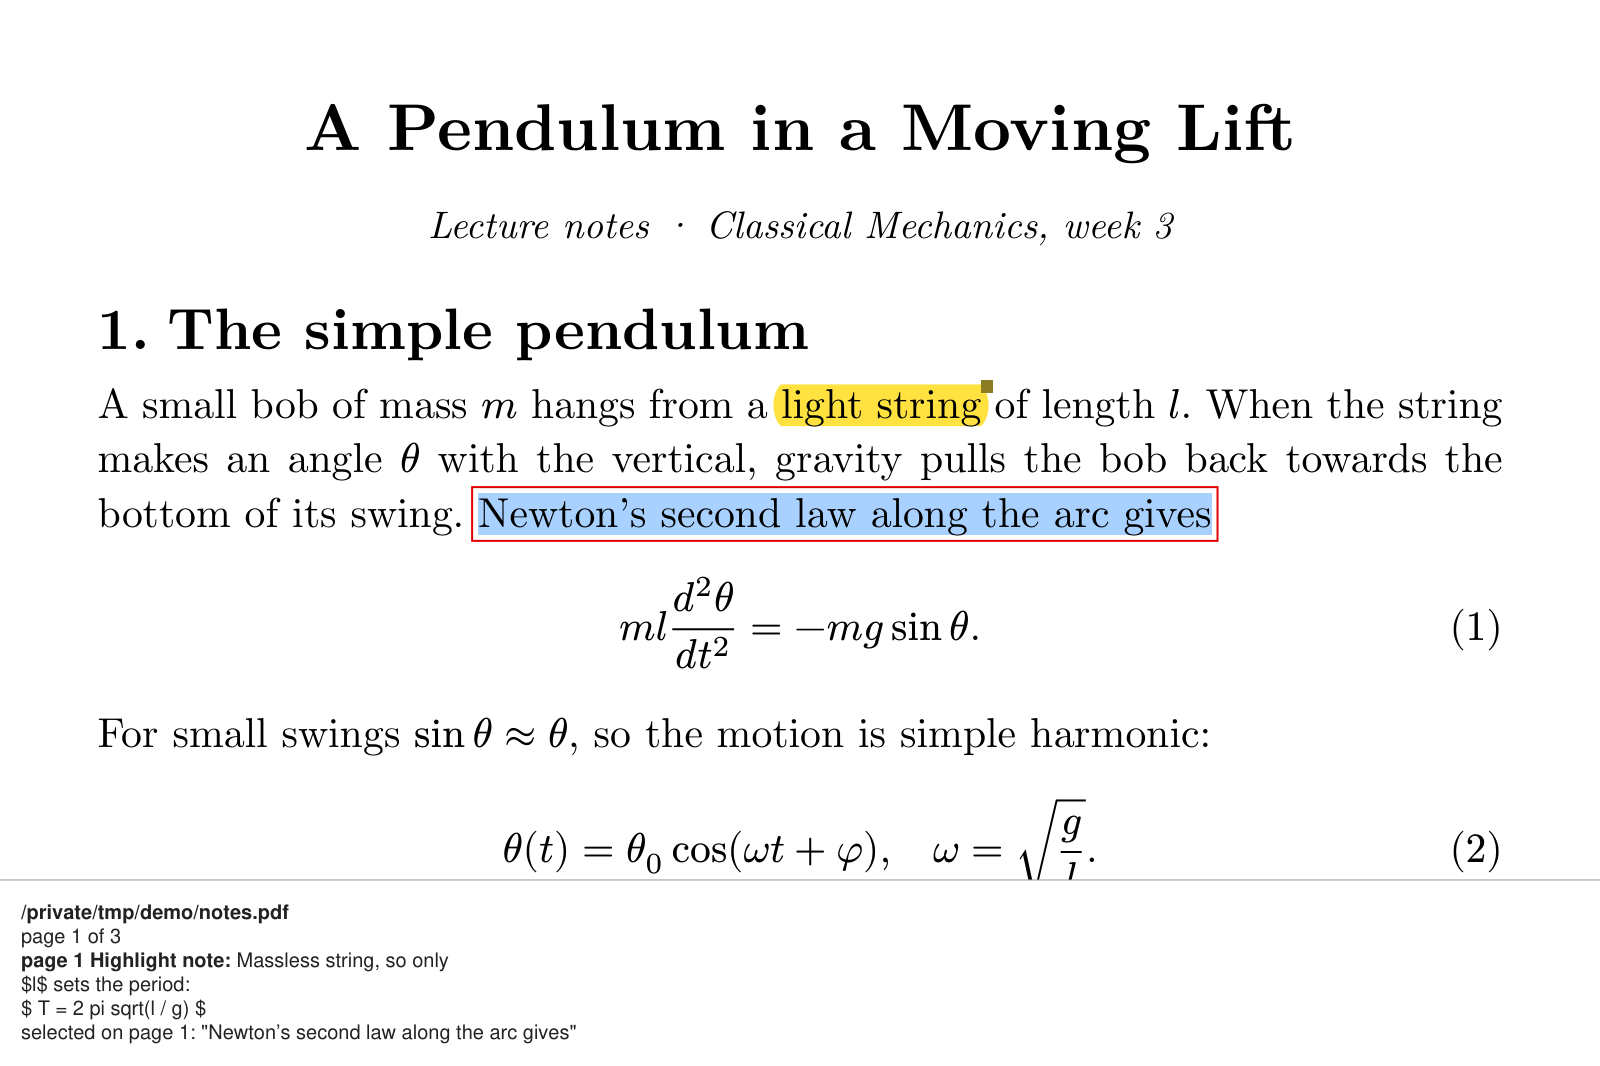 A Pendulum in a Moving Lift
Lecture notes · Classical Mechanics, week 3
1. The simple pendulum
A small bob of mass m hangs from a light string of length l. When the string
makes an angle θ with the vertical, gravity pulls the bob back towards the
bottom of its swing. Newton’s second law along the arc gives
ml d²θ/dt² = −mg sin θ. (1)
For small swings sin θ ≈ θ, so the motion is simple harmonic:
θ(t) = θ₀ cos(ωt + φ), ω = √(g/l). (2)
/private/tmp/demo/notes.pdf
page 1 of 3
page 1 Highlight note: Massless string, so only
$l$ sets the period:
$ T = 2 pi sqrt(l / g) $
selected on page 1: "Newton’s second law along the arc gives"